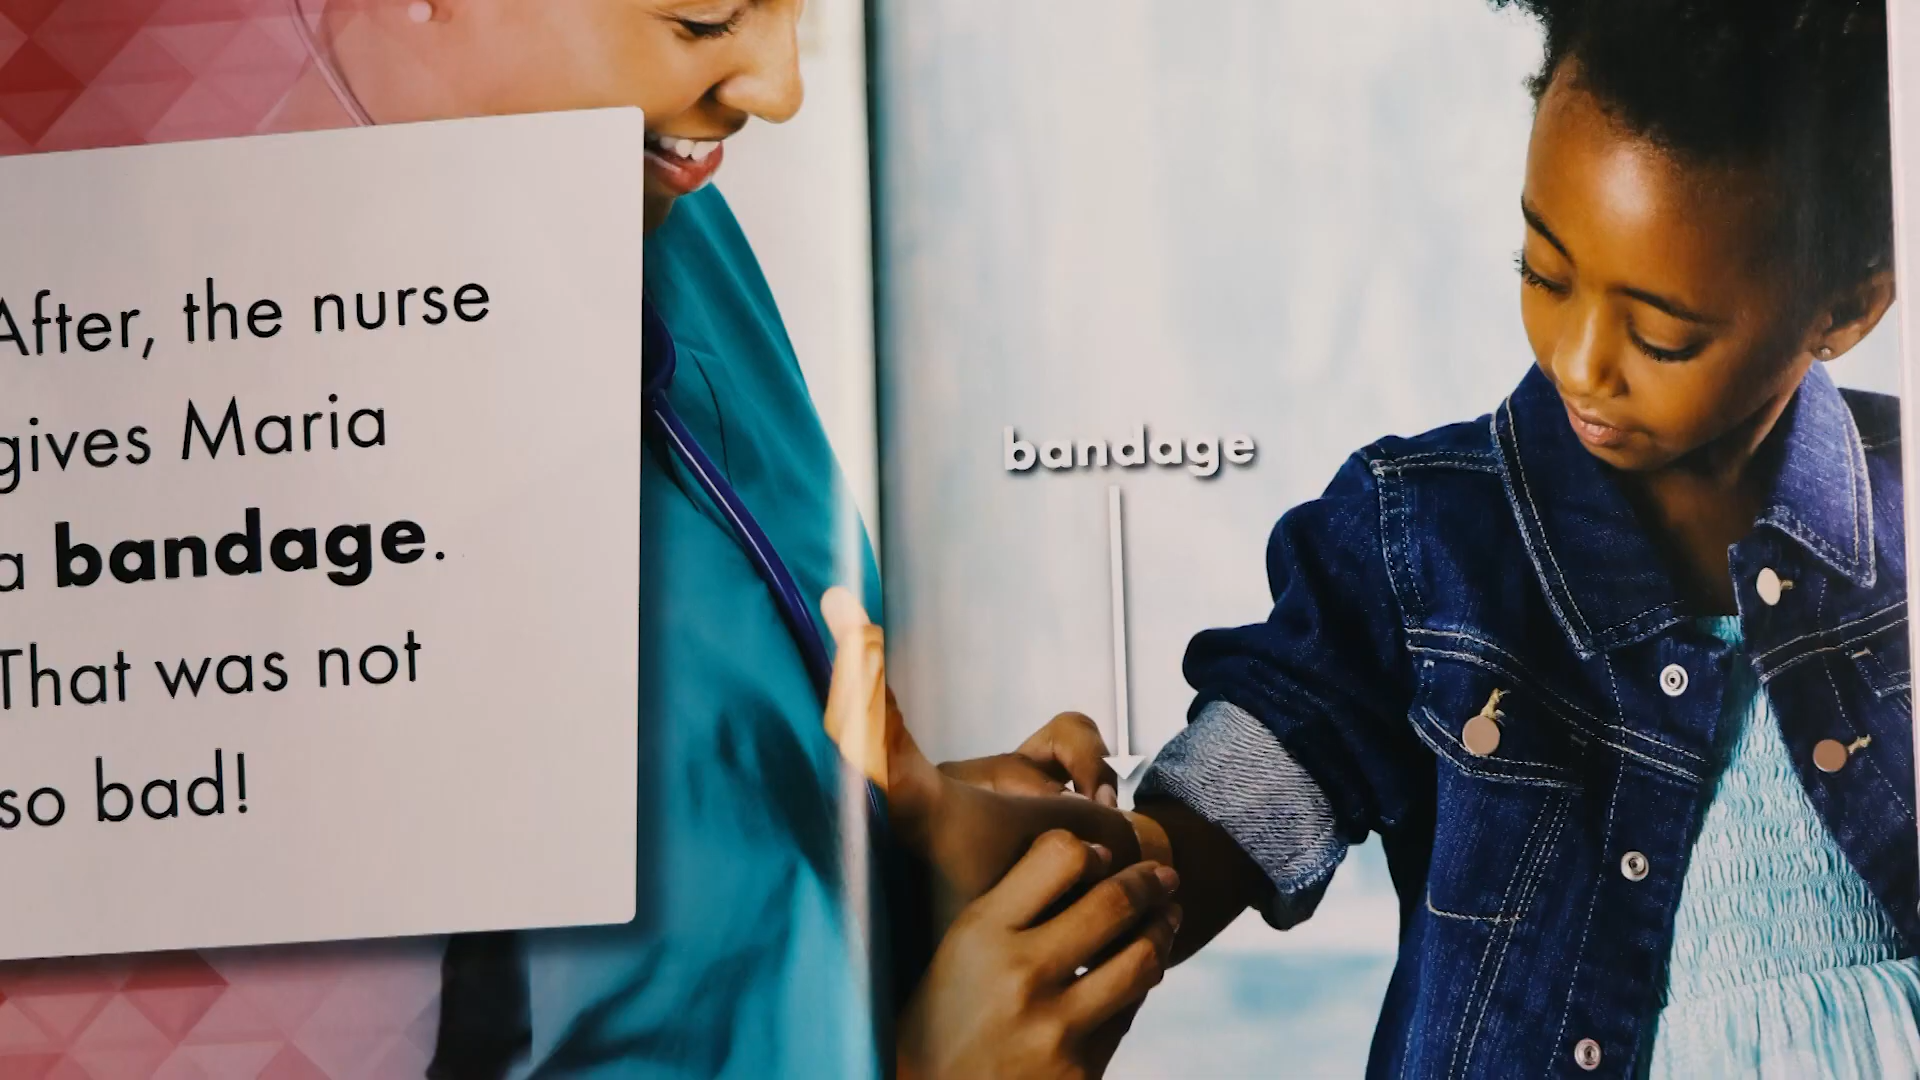 After, the nurse
gives Maria
a bandage.
That was not
so bad!
bandage